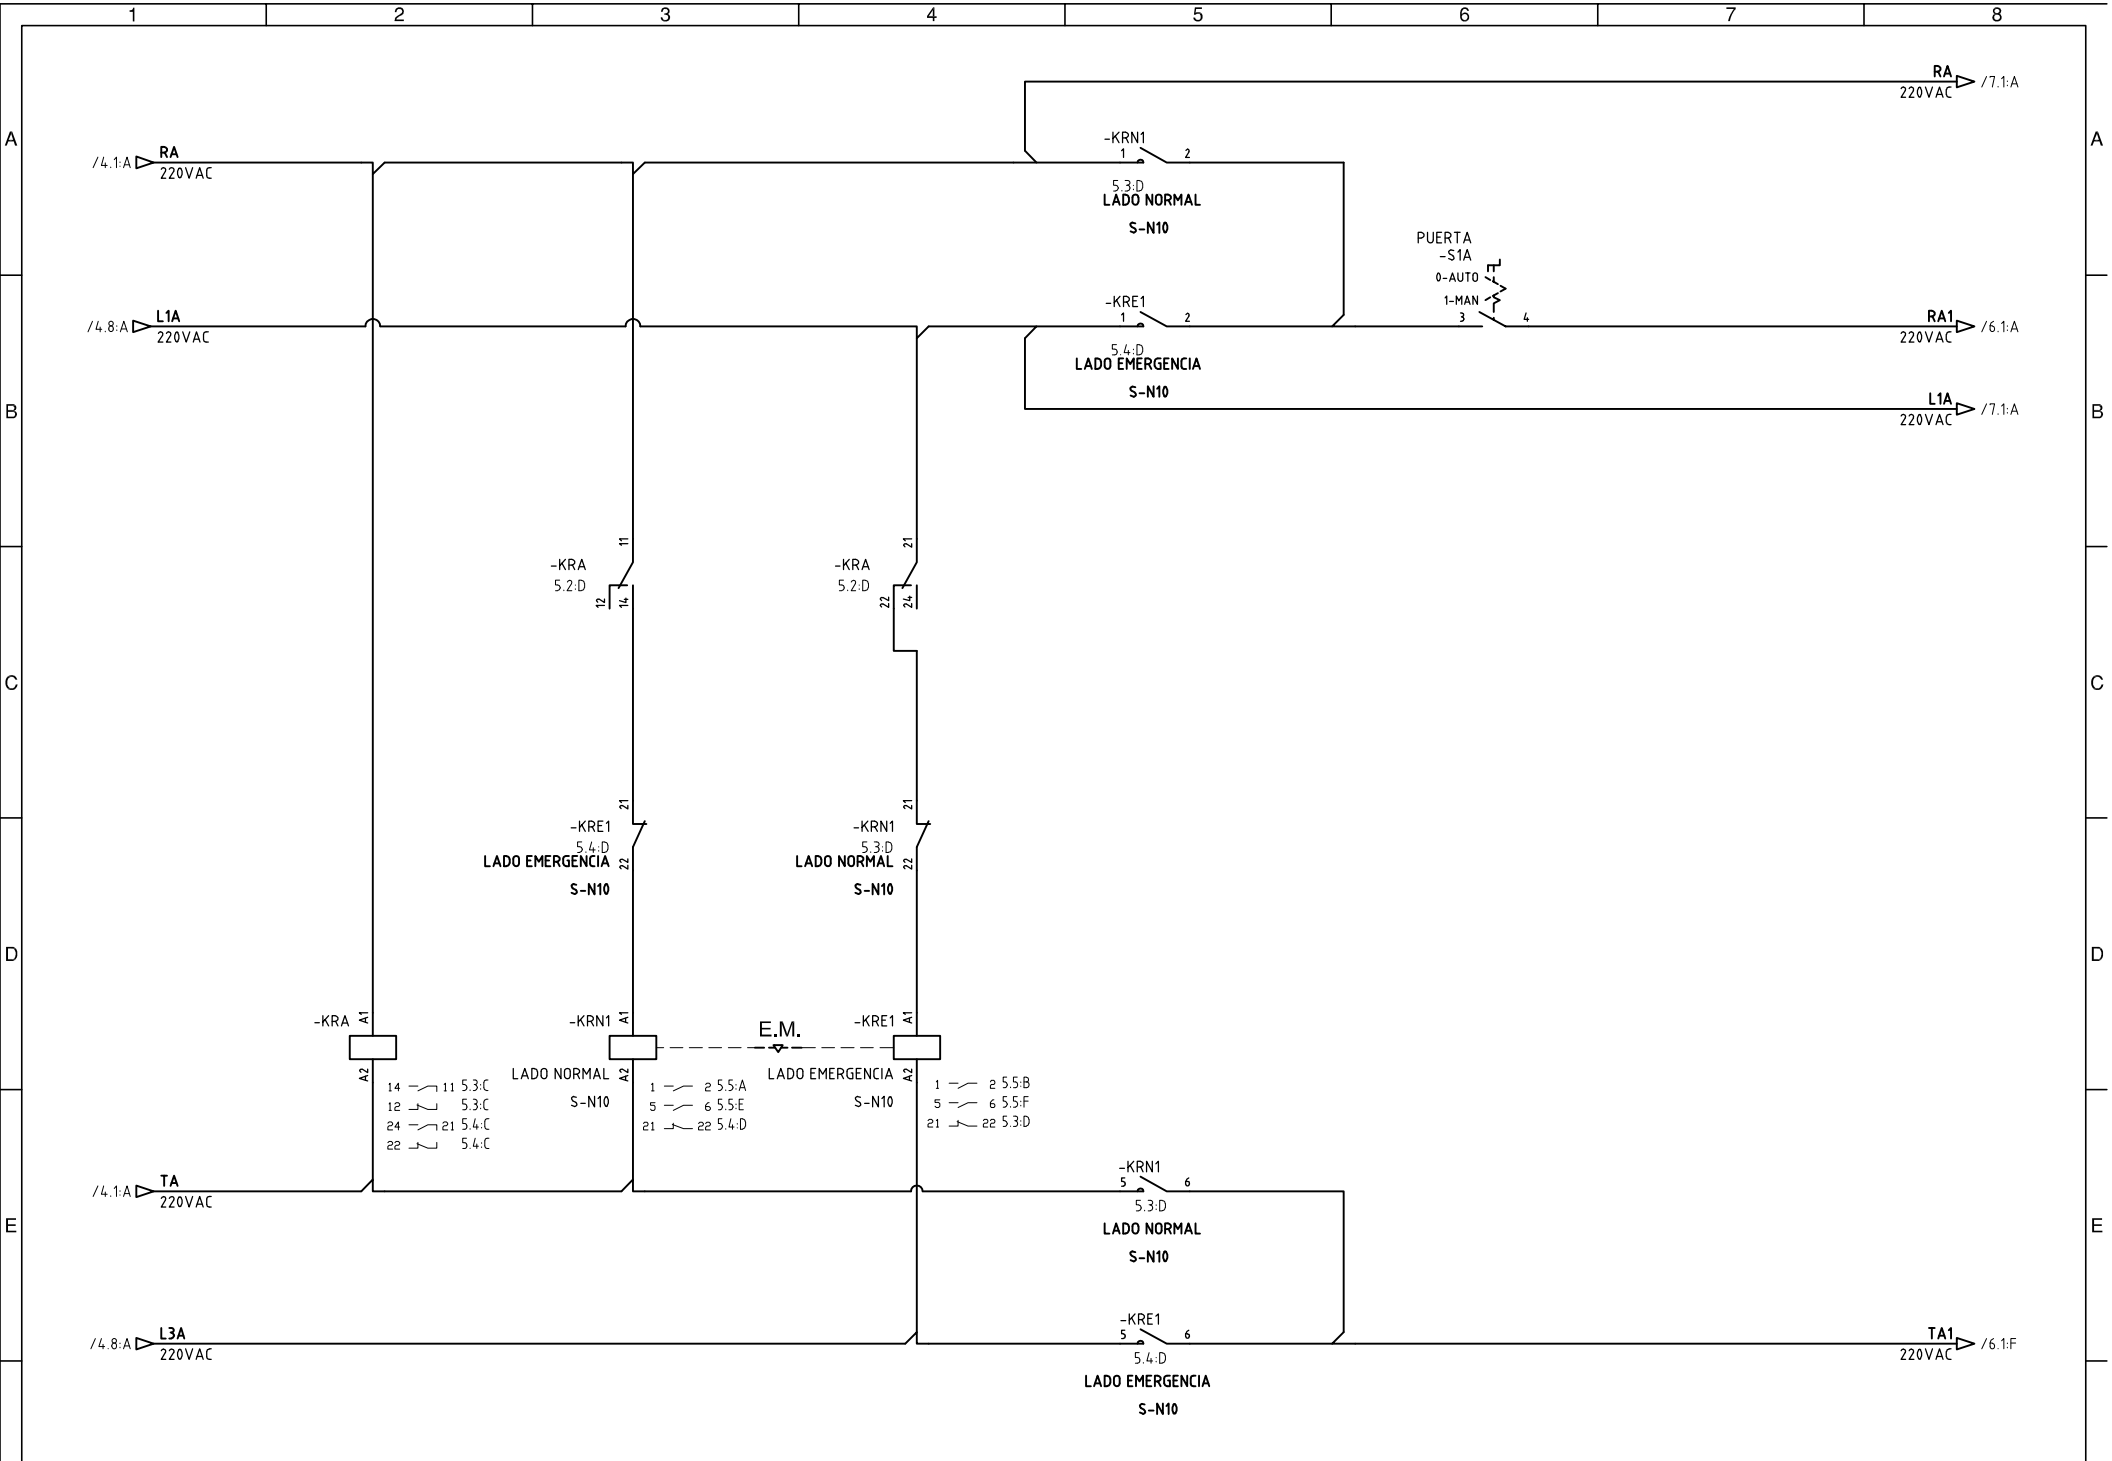 1 2 3 4 5 6 7 8
RA
220VAC
/7.1:A
A
A
/4.1:A
RA
220VAC
-KRN1
1 2
5.3:D
LADO NORMAL
S-N10
PUERTA
-S1A
0-AUTO
1-MAN
3 4
/4.8:A
L1A
220VAC
-KRE1
1 2
5.4:D
LADO EMERGENCIA
S-N10
RA1
220VAC
/6.1:A
L1A
220VAC
/7.1:A
B
B
11
-KRA
5.2:D
12 14
21
-KRA
5.2:D
22 24
C
C
21
-KRE1
5.4:D
LADO EMERGENCIA
22
S-N10
21
-KRN1
5.3:D
LADO NORMAL
22
S-N10
D
D
-KRA
A1
A2
14 11 5.3:C
12 5.3:C
24 21 5.4:C
22 5.4:C
-KRN1
A1
LADO NORMAL
A2
S-N10
1 2 5.5:A
5 6 5.5:E
21 22 5.4:D
E.M.
-KRE1
A1
LADO EMERGENCIA
A2
S-N10
1 2 5.5:B
5 6 5.5:F
21 22 5.3:D
/4.1:A
TA
220VAC
-KRN1
5 6
5.3:D
LADO NORMAL
S-N10
E
E
/4.8:A
L3A
220VAC
-KRE1
5 6
5.4:D
LADO EMERGENCIA
S-N10
TA1
220VAC
/6.1:F